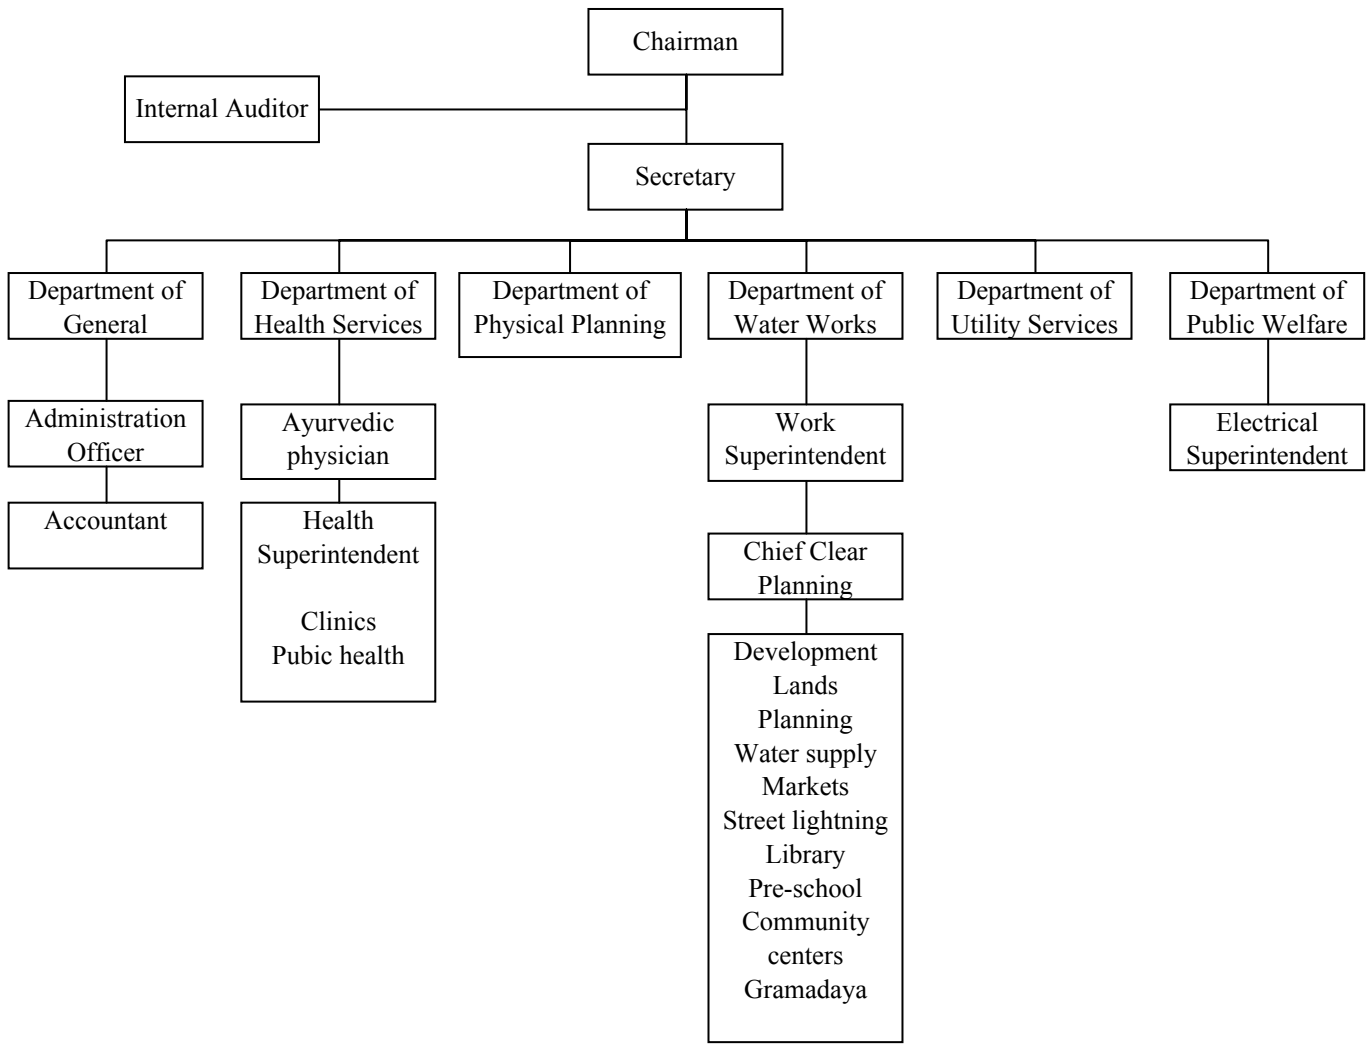 Chairman
Internal Auditor
Secretary
Department of
General
Department of
Health Services
Department of
Physical Planning
Department of
Water Works
Department of
Utility Services
Department of
Public Welfare
Administration
Officer
Ayurvedic
physician
Work
Superintendent
Electrical
Superintendent
Accountant
Health
Superintendent
Clinics
Pubic health
Chief Clear
Planning
Development
Lands
Planning
Water supply
Markets
Street lightning
Library
Pre-school
Community
centers
Gramadaya